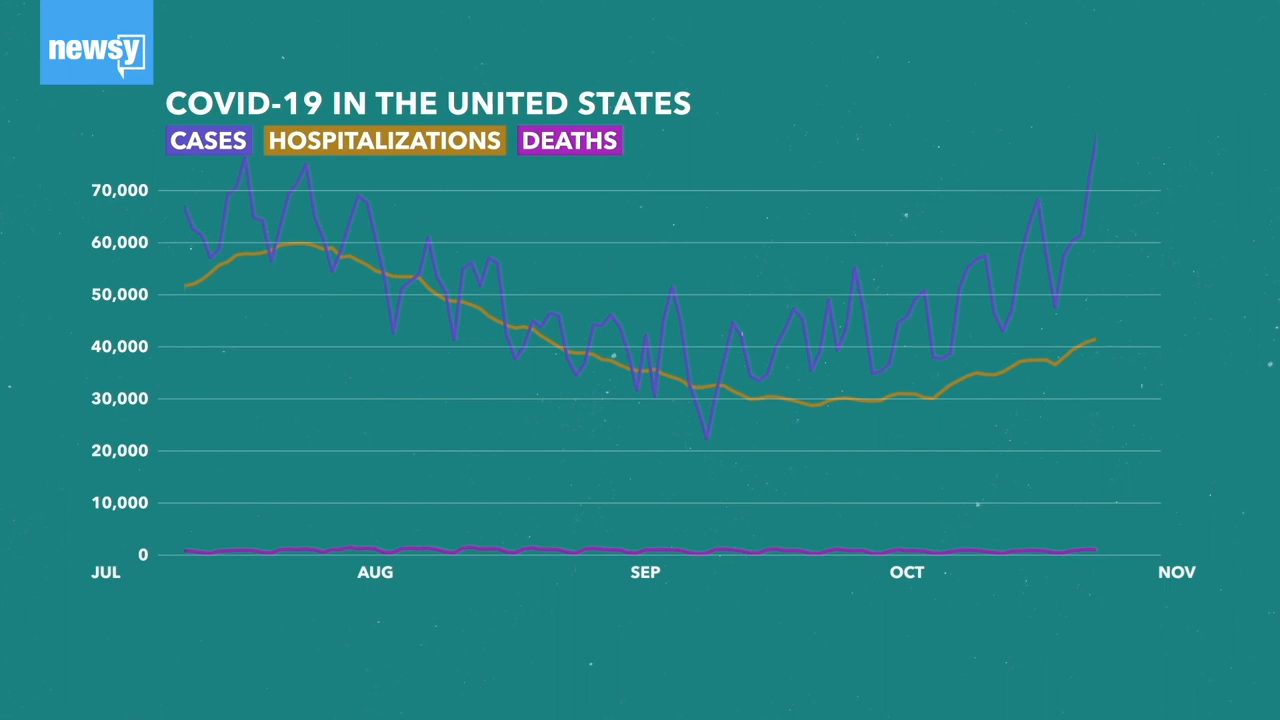 newsy
COVID-19 IN THE UNITED STATES
CASES HOSPITALIZATIONS DEATHS
70,000
60,000
50,000
40,000
30,000
20,000
10,000
0
JUL AUG SEP OCT NOV